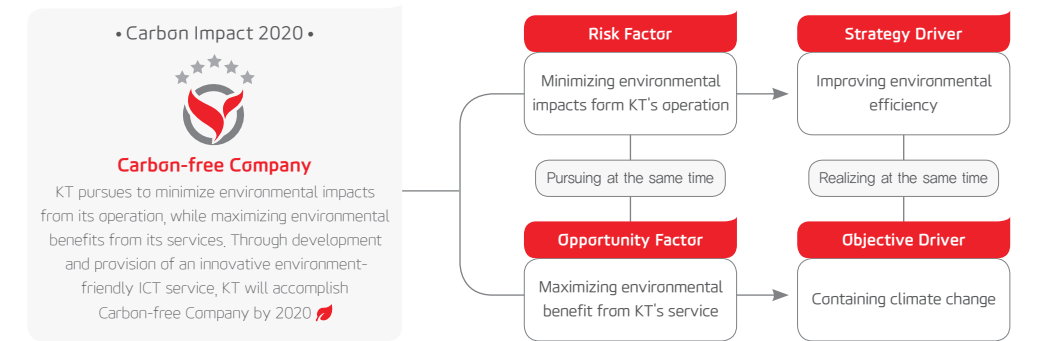 • Carbon Impact 2020 •
Carbon-free Company
KT pursues to minimize environmental impacts
from its operation, while maximizing environmental
benefits from its services. Through development
and provision of an innovative environment-
friendly ICT service, KT will accomplish
Carbon-free Company by 2020
Risk Factor
Minimizing environmental
impacts form KT's operation
Pursuing at the same time
Opportunity Factor
Maximizing environmental
benefit from KT's service
Strategy Driver
Improving environmental
efficiency
Realizing at the same time
Objective Driver
Containing climate change